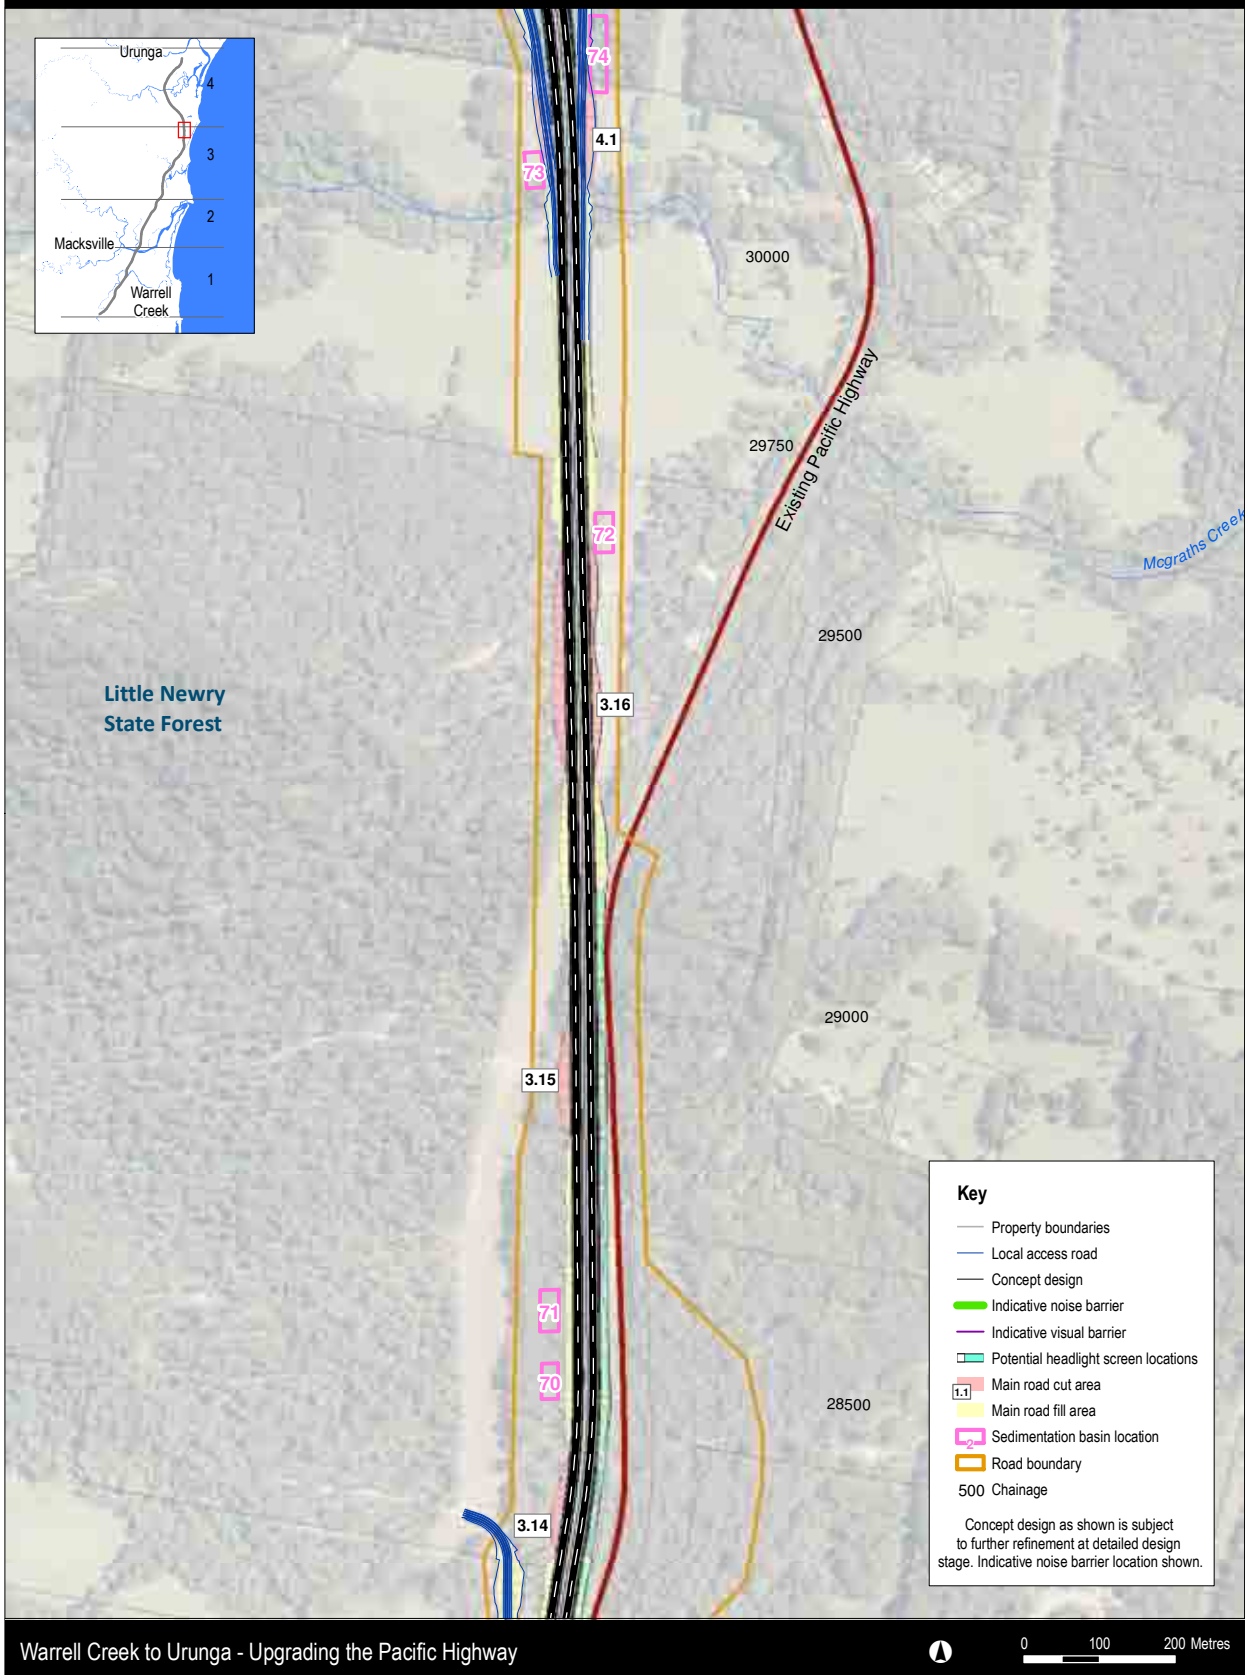 Urunga
4
3
2
Macksville
1
Warrell
Creek
74
4.1
73
30000
Existing Pacific Highway
29750
72
Mcgraths Creek
29500
Little Newry
State Forest
3.16
29000
3.15
71
70
28500
3.14
Key
Property boundaries
Local access road
Concept design
Indicative noise barrier
Indicative visual barrier
Potential headlight screen locations
1.1 Main road cut area
Main road fill area
2 Sedimentation basin location
Road boundary
500 Chainage
Concept design as shown is subject
to further refinement at detailed design
stage. Indicative noise barrier location shown.
Warrell Creek to Urunga - Upgrading the Pacific Highway
0 100 200 Metres